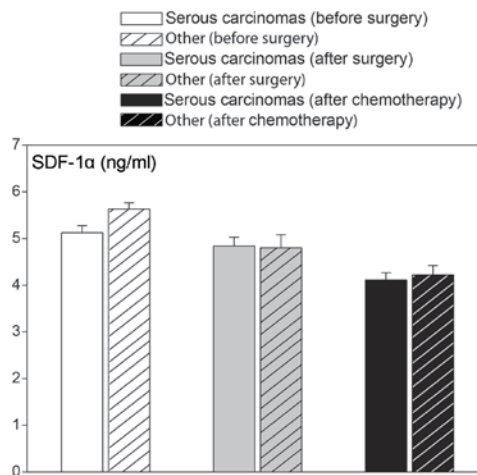 Serous carcinomas (before surgery)
Other (before surgery)
Serous carcinomas (after surgery)
Other (after surgery)
Serous carcinomas (after chemotherapy)
Other (after chemotherapy)
7
SDF-1α (ng/ml)
6
5
4
3
2
1
0